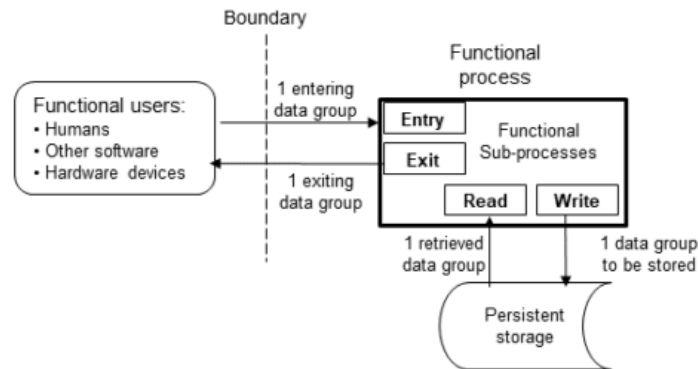 Boundary
Functional
process
1 entering
data group
Functional users:
• Humans
• Other software
• Hardware devices
Entry
Functional
Sub-processes
Exit
1 exiting
data group
Read
Write
1 retrieved
data group
1 data group
to be stored
Persistent
storage